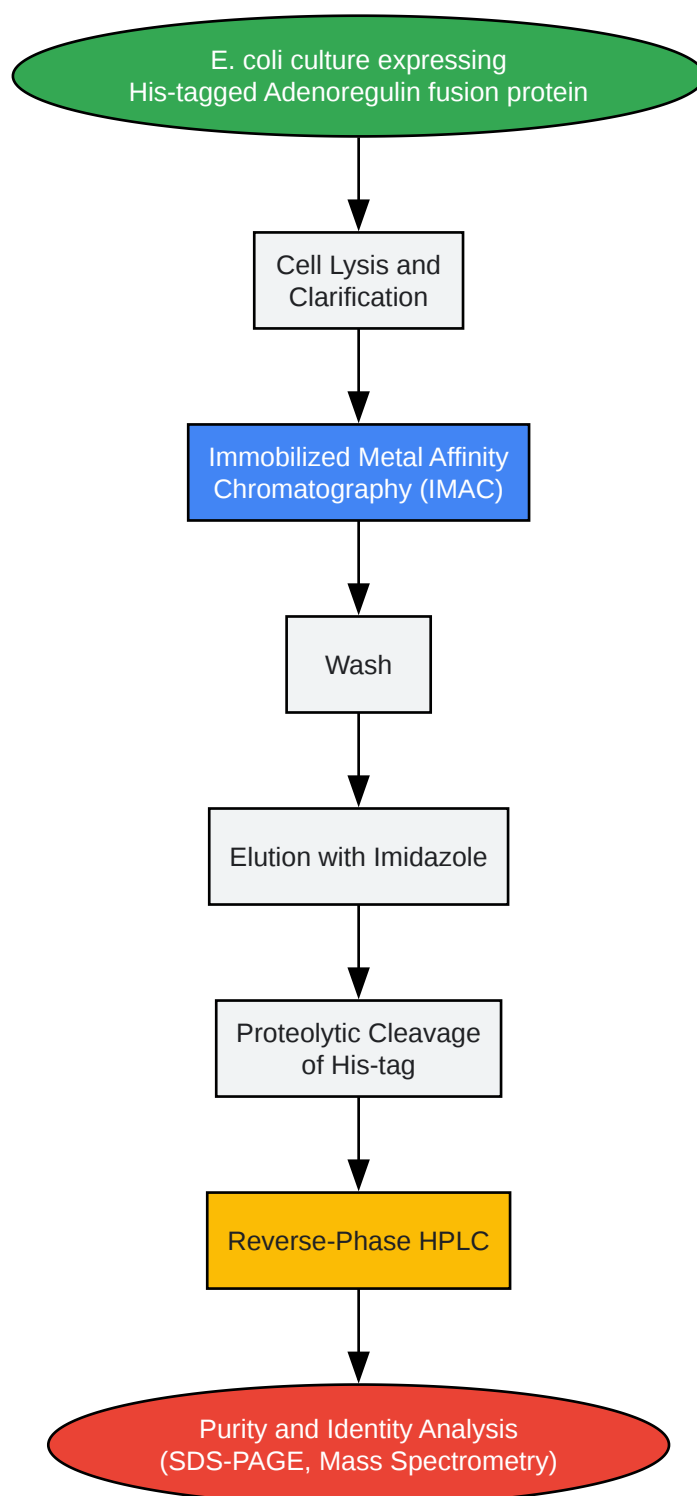 E. coli culture expressing
His-tagged Adenoregulin fusion protein
Cell Lysis and
Clarification
Immobilized Metal Affinity
Chromatography (IMAC)
Wash
Elution with Imidazole
Proteolytic Cleavage
of His-tag
Reverse-Phase HPLC
Purity and Identity Analysis
(SDS-PAGE, Mass Spectrometry)